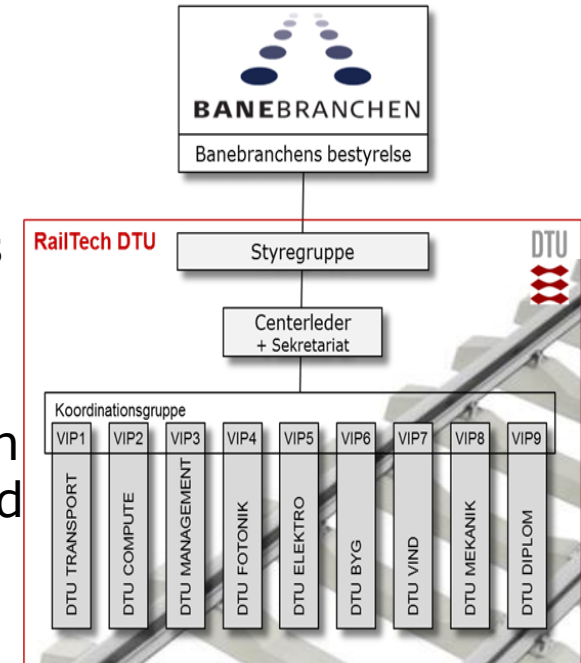 BANEBRANCHEN
Banebranchens bestyrelse
RailTech DTU
DTU
Styregruppe
Centerleder
+ Sekretariat
Koordinationsgruppe
VIP1 VIP2 VIP3 VIP4 VIP5 VIP6 VIP7 VIP8 VIP9
DTU TRANSPORT
DTU COMPUTE
DTU MANAGEMENT
DTU FOTONIK
DTU ELEKTRO
DTU BYG
DTU VIND
DTU MEKANIK
DTU DIPLOM